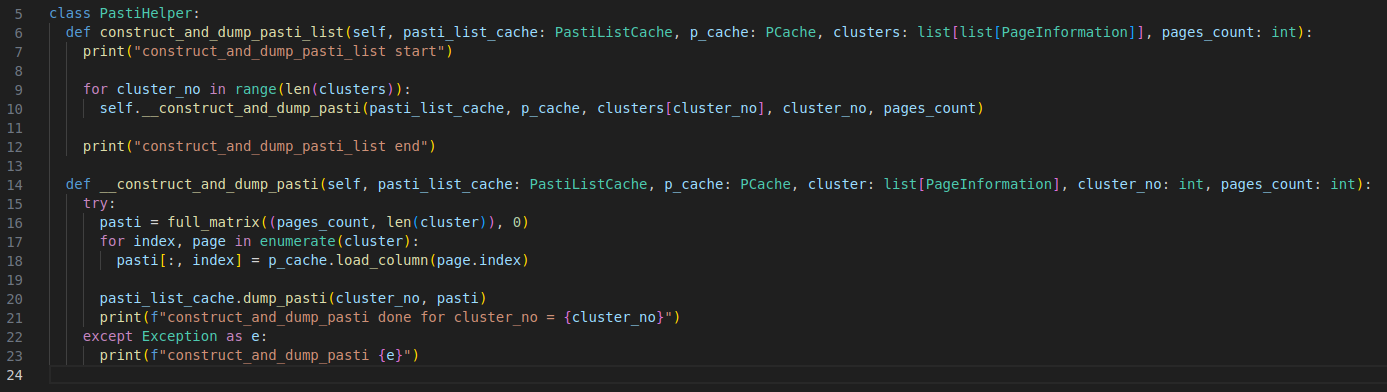 5 class PastiHelper:
6   def construct_and_dump_pasti_list(self, pasti_list_cache: PastiListCache, p_cache: PCache, clusters: list[list[PageInformation]], pages_count: int):
7     print("construct_and_dump_pasti_list start")
8
9     for cluster_no in range(len(clusters)):
10       self.__construct_and_dump_pasti(pasti_list_cache, p_cache, clusters[cluster_no], cluster_no, pages_count)
11
12     print("construct_and_dump_pasti_list end")
13
14   def __construct_and_dump_pasti(self, pasti_list_cache: PastiListCache, p_cache: PCache, cluster: list[PageInformation], cluster_no: int, pages_count: int):
15     try:
16       pasti = full_matrix((pages_count, len(cluster)), 0)
17       for index, page in enumerate(cluster):
18         pasti[:, index] = p_cache.load_column(page.index)
19
20       pasti_list_cache.dump_pasti(cluster_no, pasti)
21       print(f"construct_and_dump_pasti done for cluster_no = {cluster_no}")
22     except Exception as e:
23       print(f"construct_and_dump_pasti {e}")
24